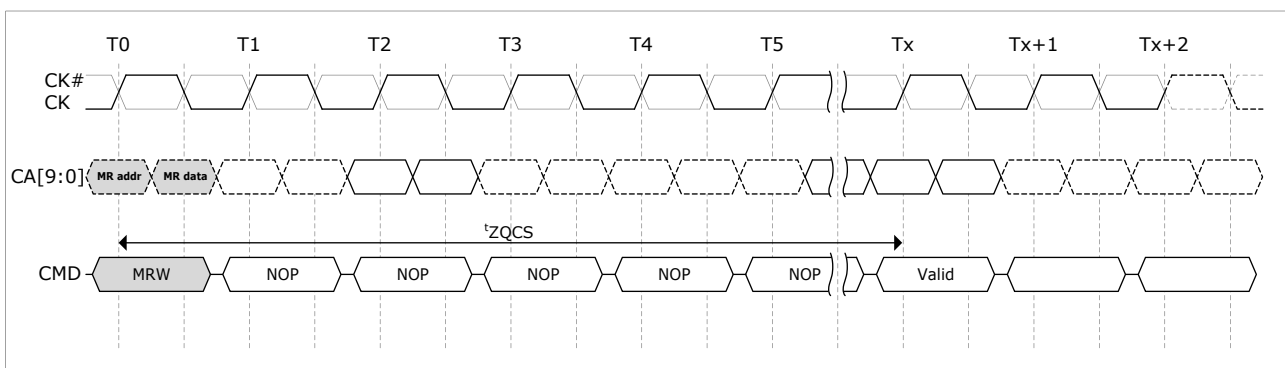 T0 T1 T2 T3 T4 T5 Tx Tx+1 Tx+2
CK#
CK
CA[9:0] MR addr MR data
tZQCS
CMD MRW NOP NOP NOP NOP NOP Valid